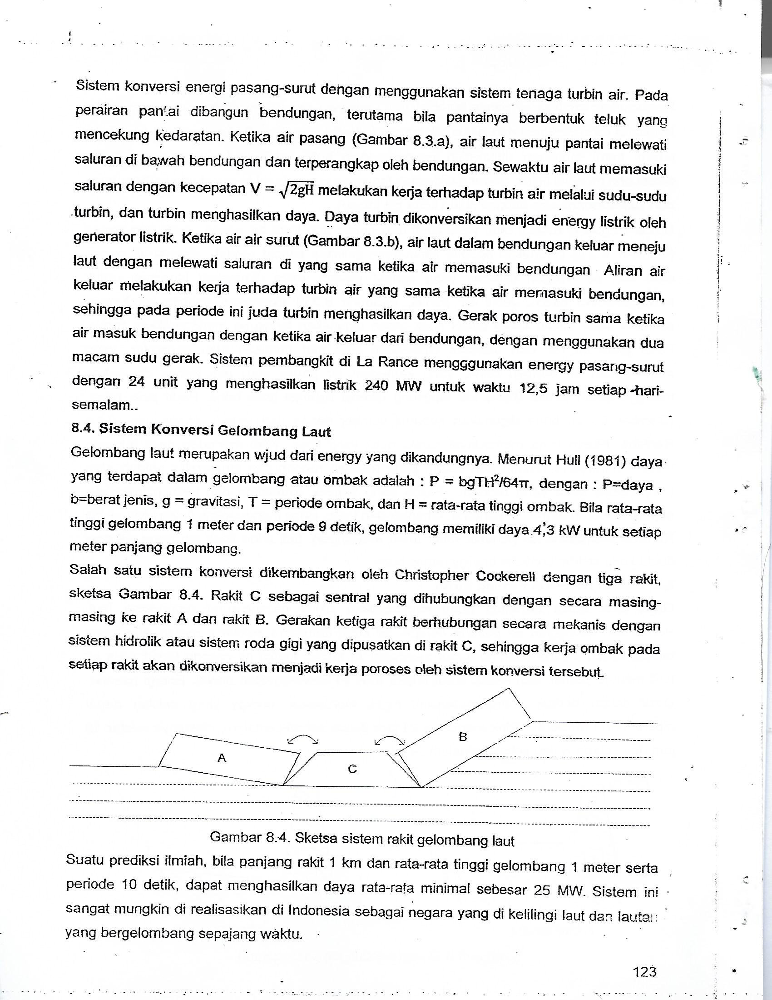 Sistem konversi energi pasang-surut dengan menggunakan sistem tenaga turbin air. Pada
perairan pantai dibangun bendungan, terutama bila pantainya berbentuk teluk yang
mencekung kedaratan. Ketika air pasang (Gambar 8.3.a), air laut menuju pantai melewati
saluran di bawah bendungan dan terperangkap oleh bendungan. Sewaktu air laut memasuki
saluran dengan kecepatan V = √2gH melakukan kerja terhadap turbin air melalui sudu-sudu
turbin, dan turbin menghasilkan daya. Daya turbin dikonversikan menjadi energy listrik oleh
generator listrik. Ketika air air surut (Gambar 8.3.b), air laut dalam bendungan keluar meneju
laut dengan melewati saluran di yang sama ketika air memasuki bendungan Aliran air
keluar melakukan kerja terhadap turbin air yang sama ketika air memasuki bendungan,
sehingga pada periode ini juda turbin menghasilkan daya. Gerak poros turbin sama ketika
air masuk bendungan dengan ketika air keluar dari bendungan, dengan menggunakan dua
macam sudu gerak. Sistem pembangkit di La Rance mengggunakan energy pasang-surut
dengan 24 unit yang menghasilkan listrik 240 MW untuk waktu 12,5 jam setiap hari-
semalam..
8.4. Sistem Konversi Gelombang Laut
Gelombang laut merupakan wjud dari energy yang dikandungnya. Menurut Hull (1981) daya
yang terdapat dalam gelombang atau ombak adalah : P = bgTH²/64π, dengan : P=daya ,
b=berat jenis, g = gravitasi, T = periode ombak, dan H = rata-rata tinggi ombak. Bila rata-rata
tinggi gelombang 1 meter dan periode 9 detik, gelombang memiliki daya 4,3 kW untuk setiap
meter panjang gelombang.
Salah satu sistem konversi dikembangkan oleh Christopher Cockerell dengan tiga rakit,
sketsa Gambar 8.4. Rakit C sebagai sentral yang dihubungkan dengan secara masing-
masing ke rakit A dan rakit B. Gerakan ketiga rakit berhubungan secara mekanis dengan
sistem hidrolik atau sistem roda gigi yang dipusatkan di rakit C, sehingga kerja ombak pada
setiap rakit akan dikonversikan menjadi kerja poroses oleh sistem konversi tersebut.
B
A
C
Gambar 8.4. Sketsa sistem rakit gelombang laut
Suatu prediksi ilmiah, bila panjang rakit 1 km dan rata-rata tinggi gelombang 1 meter serta
periode 10 detik, dapat menghasilkan daya rata-rata minimal sebesar 25 MW. Sistem ini
sangat mungkin di realisasikan di Indonesia sebagai negara yang di kelilingi laut dan lautan
yang bergelombang sepajang waktu.
123